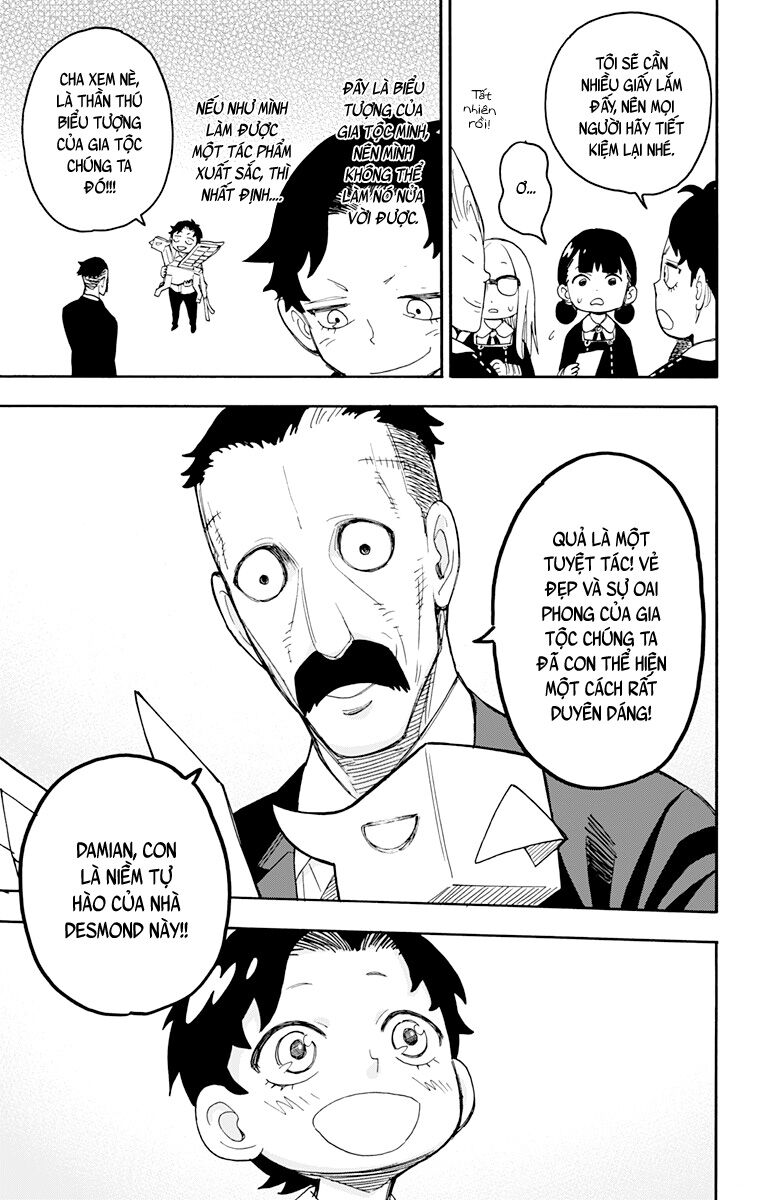 TÔI SẼ CẦN
NHIỀU GIẤY LẮM
ĐẤY, NÊN MỌI
NGƯỜI HÃY TIẾT
KIỆM LẠI NHÉ.
Tất
nhiên
rồi!
Ơ...
ĐÂY LÀ BIỂU
TƯỢNG CỦA
GIA TỘC MÌNH,
NÊN MÌNH
KHÔNG THỂ
LÀM NÓ NỬA
VỜI ĐƯỢC.
NẾU NHƯ MÌNH
LÀM ĐƯỢC
MỘT TÁC PHẨM
XUẤT SẮC, THÌ
NHẤT ĐỊNH....
CHA XEM NÈ,
LÀ THẦN THÚ
BIỂU TƯỢNG
CỦA GIA TỘC
CHÚNG TA
ĐÓ!!!
QUẢ LÀ MỘT
TUYỆT TÁC! VẺ
ĐẸP VÀ SỰ OAI
PHONG CỦA GIA
TỘC CHÚNG TA
ĐÃ CON THỂ HIỆN
MỘT CÁCH RẤT
DUYÊN DÁNG!
DAMIAN, CON
LÀ NIỀM TỰ
HÀO CỦA NHÀ
DESMOND NÀY!!